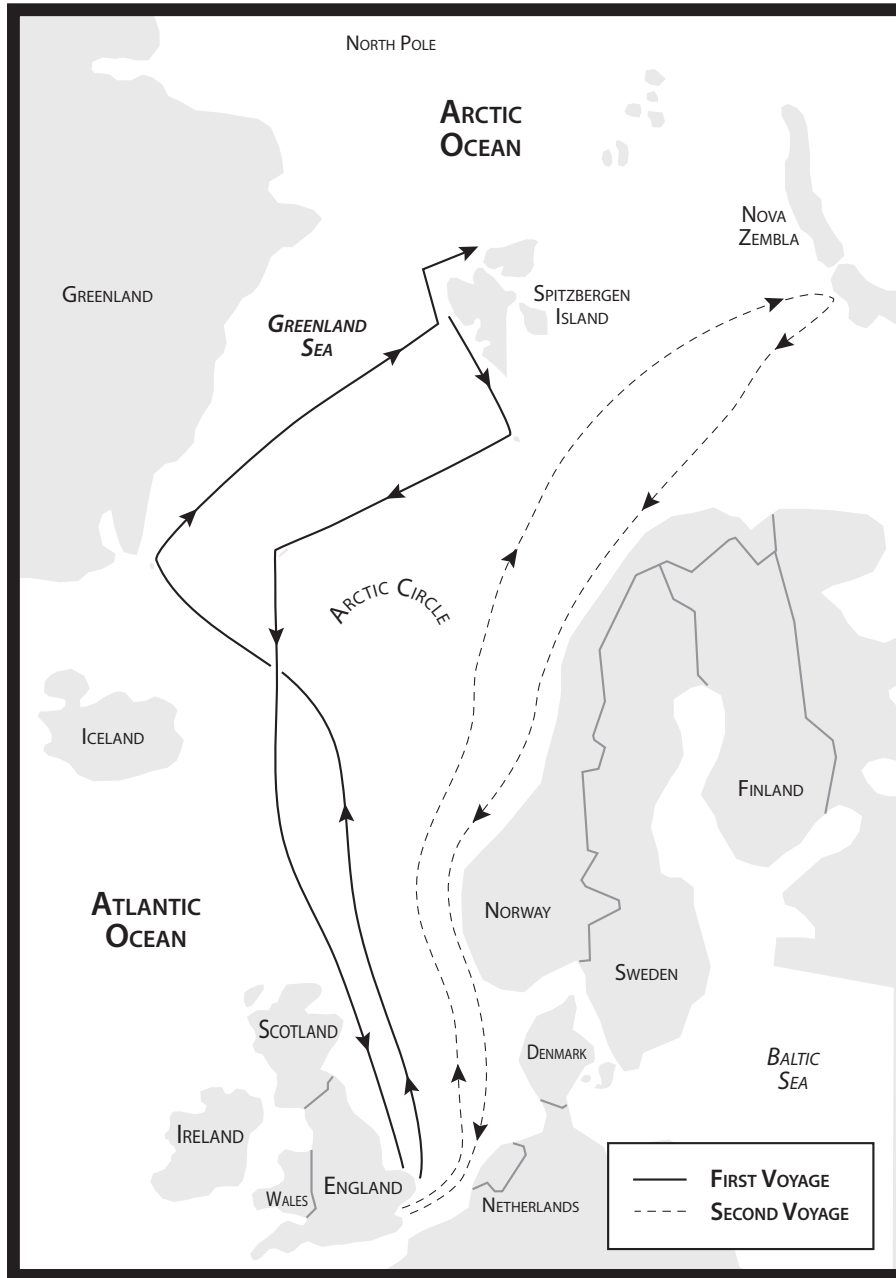 North Pole
Arctic
Ocean
Nova
Zembla
Greenland
Spitzbergen
Island
Greenland
Sea
Arctic Circle
Iceland
Finland
Atlantic
Ocean
Norway
Sweden
Scotland
Denmark
Baltic
Sea
Ireland
England
Wales
Netherlands
First Voyage
Second Voyage